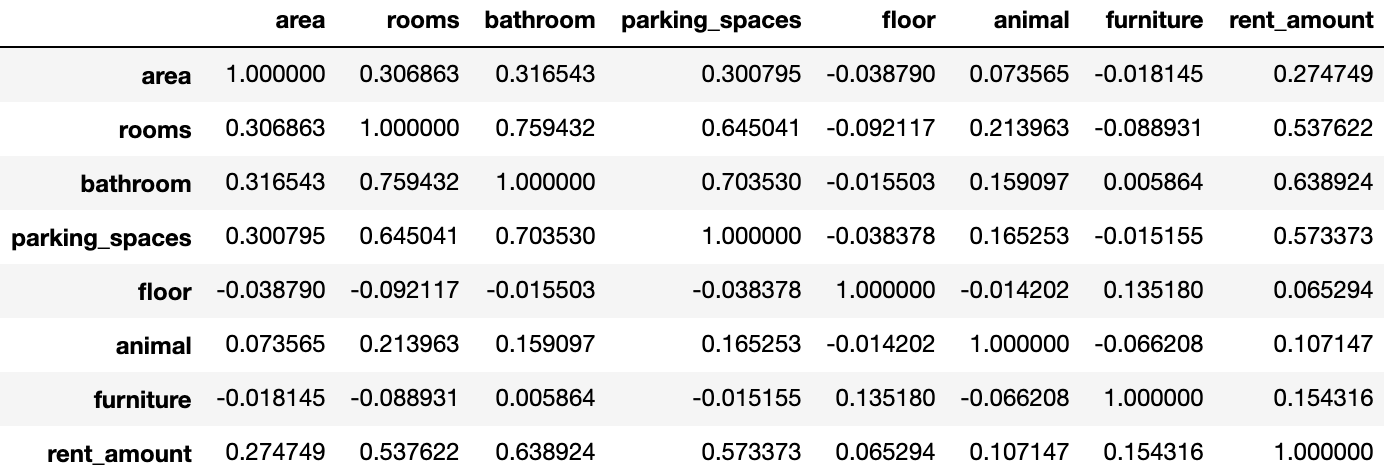 area rooms bathroom parking_spaces floor animal furniture rent_amount
area 1.000000 0.306863 0.316543 0.300795 -0.038790 0.073565 -0.018145 0.274749
rooms 0.306863 1.000000 0.759432 0.645041 -0.092117 0.213963 -0.088931 0.537622
bathroom 0.316543 0.759432 1.000000 0.703530 -0.015503 0.159097 0.005864 0.638924
parking_spaces 0.300795 0.645041 0.703530 1.000000 -0.038378 0.165253 -0.015155 0.573373
floor -0.038790 -0.092117 -0.015503 -0.038378 1.000000 -0.014202 0.135180 0.065294
animal 0.073565 0.213963 0.159097 0.165253 -0.014202 1.000000 -0.066208 0.107147
furniture -0.018145 -0.088931 0.005864 -0.015155 0.135180 -0.066208 1.000000 0.154316
rent_amount 0.274749 0.537622 0.638924 0.573373 0.065294 0.107147 0.154316 1.000000